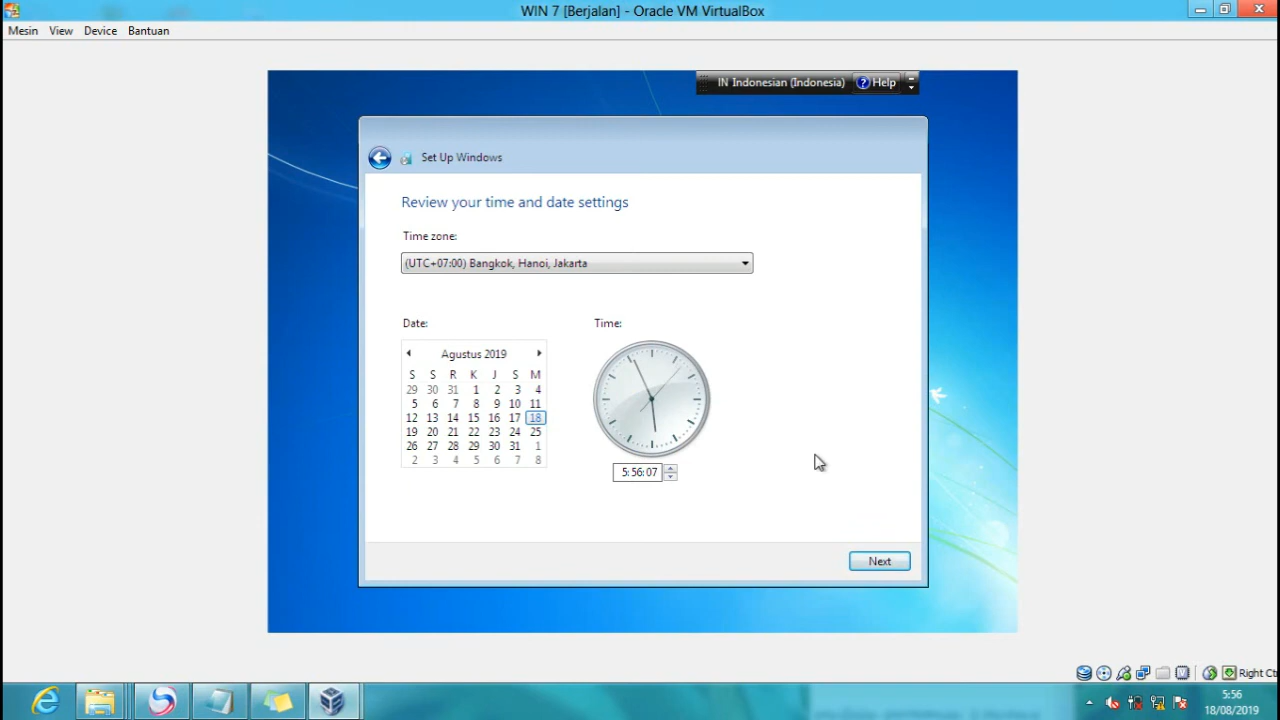 WIN 7 [Berjalan] - Oracle VM VirtualBox
Mesin View Device Bantuan
IN Indonesian (Indonesia) Help
Set Up Windows
Review your time and date settings
Time zone:
(UTC+07:00) Bangkok, Hanoi, Jakarta
Date:
Agustus 2019
S S R K J S M
29 30 31 1 2 3 4
5 6 7 8 9 10 11
12 13 14 15 16 17 18
19 20 21 22 23 24 25
26 27 28 29 30 31 1
2 3 4 5 6 7 8
Time:
5:56:07
Next
Right Ct
5:56
18/08/2019